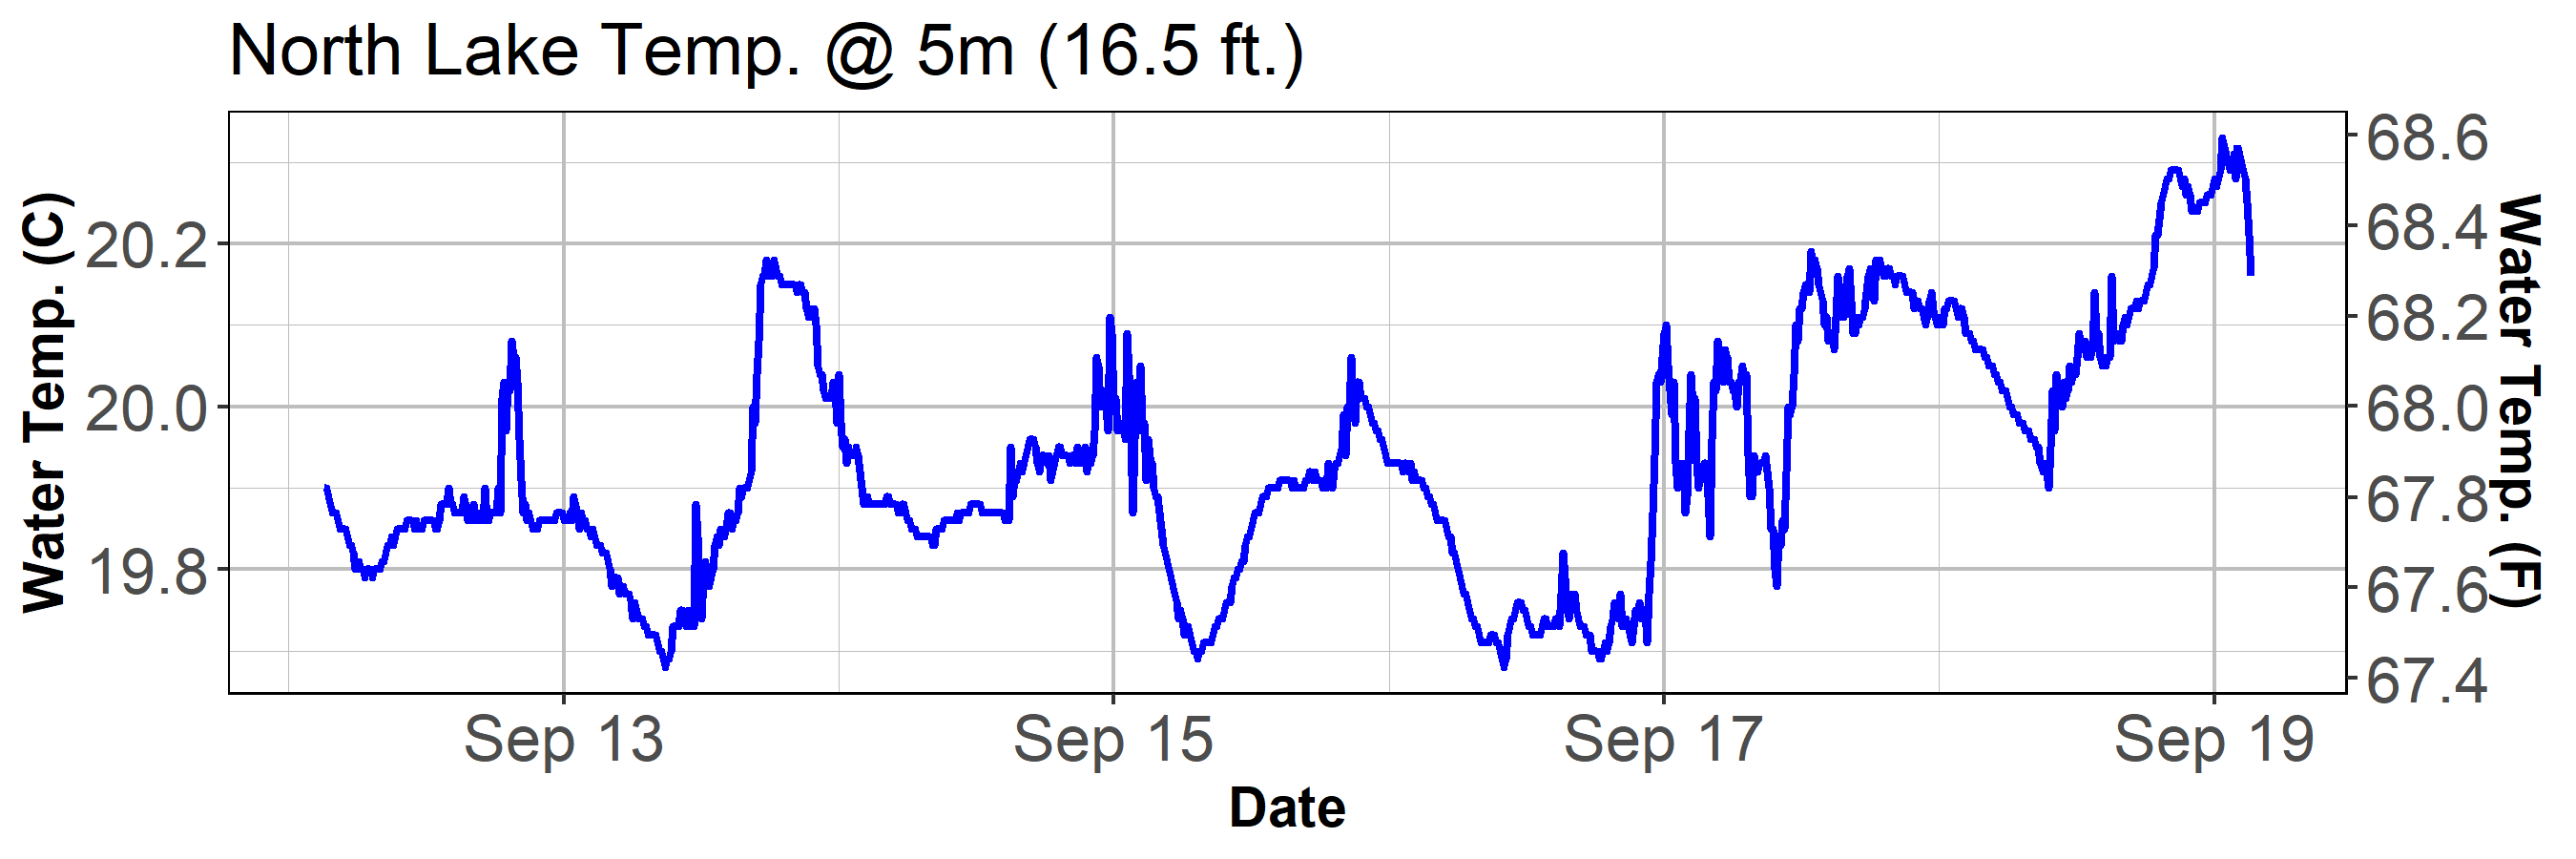 North Lake Temp. @ 5m (16.5 ft.)
Water Temp. (C)
20.2
20.0
19.8
68.6
68.4
68.2
68.0
67.8
67.6
67.4
Water Temp. (F)
Sep 13 Sep 15 Sep 17 Sep 19
Date